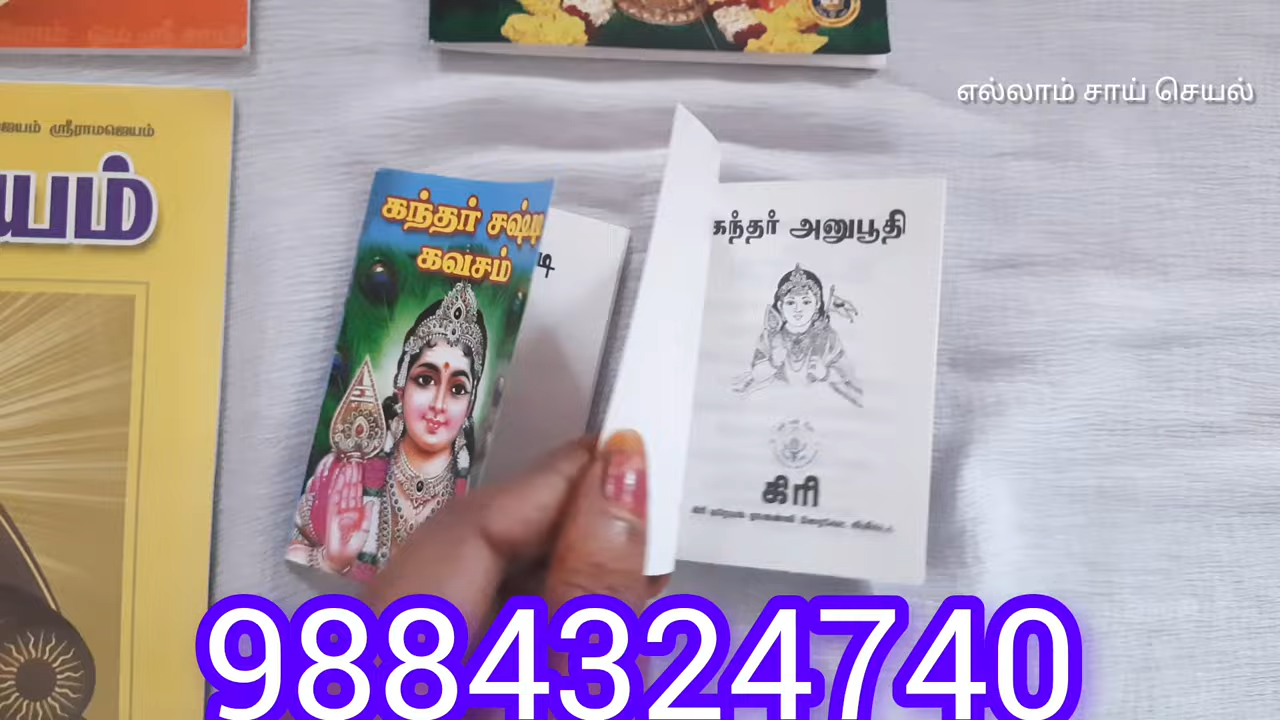 எல்லாம் சாய் செயல்
ஸ்ரீராமஜெயம்
யம்
கந்தர் சஷ்டி
கவசம்
டி
கந்தர் அனுபூதி
கிரி
9884324740